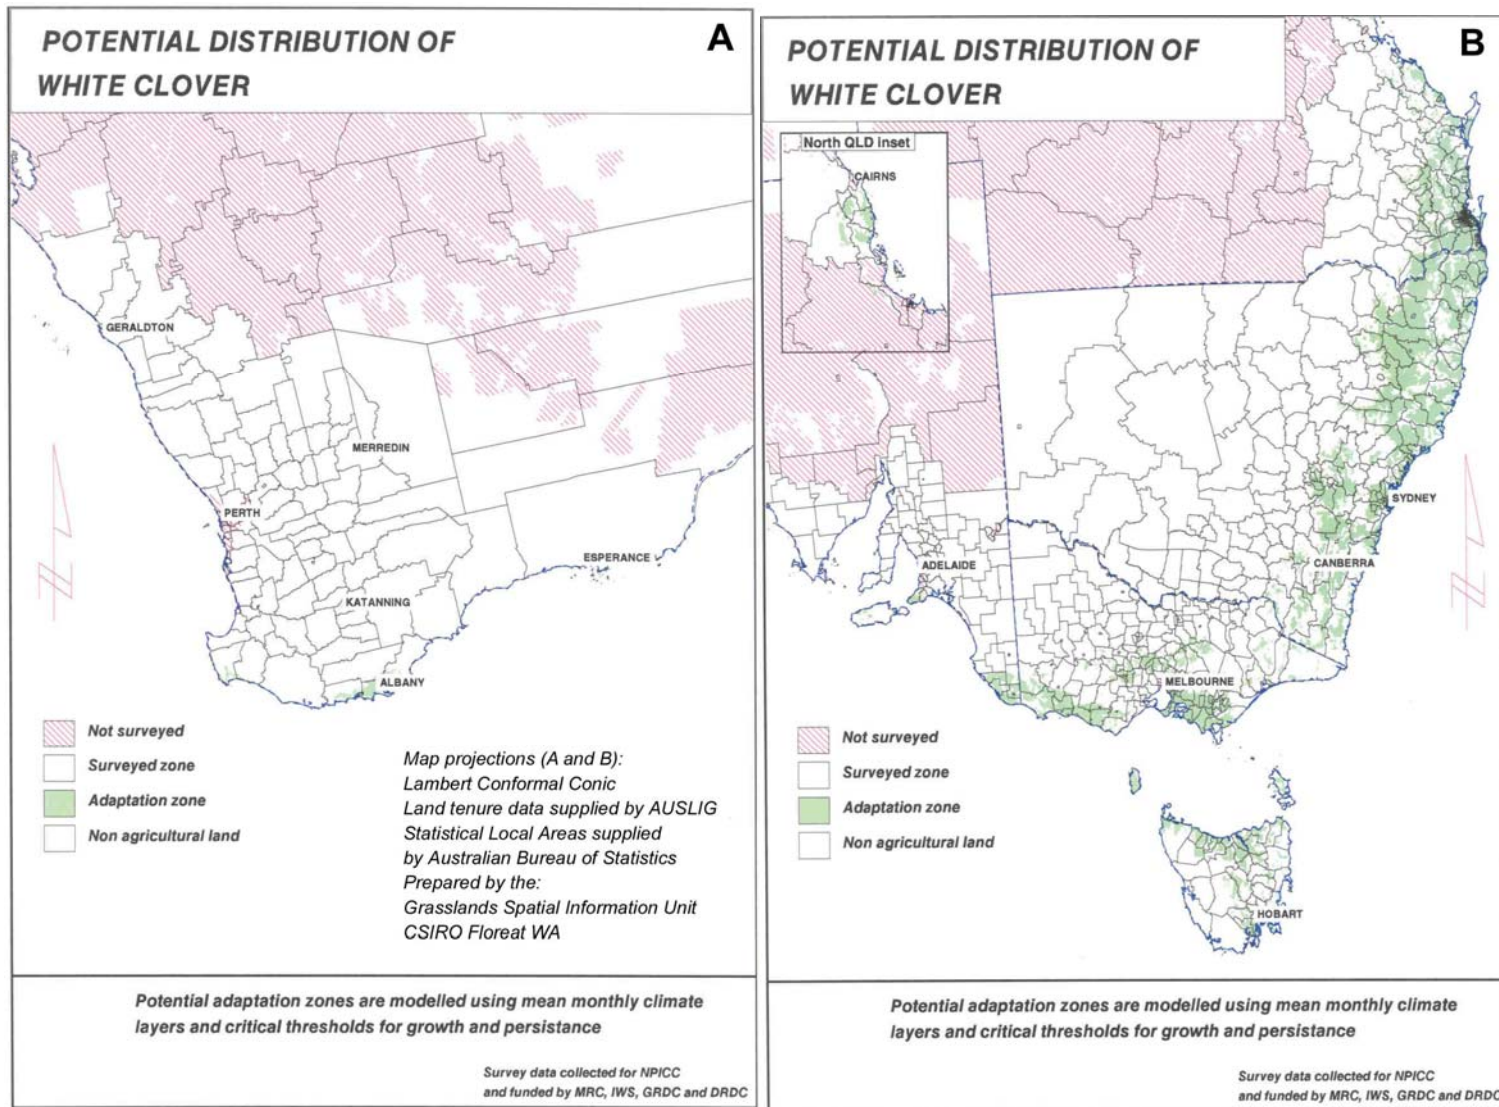 POTENTIAL DISTRIBUTION OF
WHITE CLOVER
A
GERALDTON
MERREDIN
PERTH
ESPERANCE
KATANNING
ALBANY
Not surveyed
Surveyed zone
Adaptation zone
Non agricultural land
Map projections (A and B):
Lambert Conformal Conic
Land tenure data supplied by AUSLIG
Statistical Local Areas supplied
by Australian Bureau of Statistics
Prepared by the:
Grasslands Spatial Information Unit
CSIRO Floreat WA
Potential adaptation zones are modelled using mean monthly climate
layers and critical thresholds for growth and persistance
Survey data collected for NPICC
and funded by MRC, IWS, GRDC and DRDC
POTENTIAL DISTRIBUTION OF
WHITE CLOVER
B
North QLD inset
CAIRNS
SYDNEY
ADELAIDE
CANBERRA
MELBOURNE
HOBART
Not surveyed
Surveyed zone
Adaptation zone
Non agricultural land
Potential adaptation zones are modelled using mean monthly climate
layers and critical thresholds for growth and persistance
Survey data collected for NPICC
and funded by MRC, IWS, GRDC and DRDC